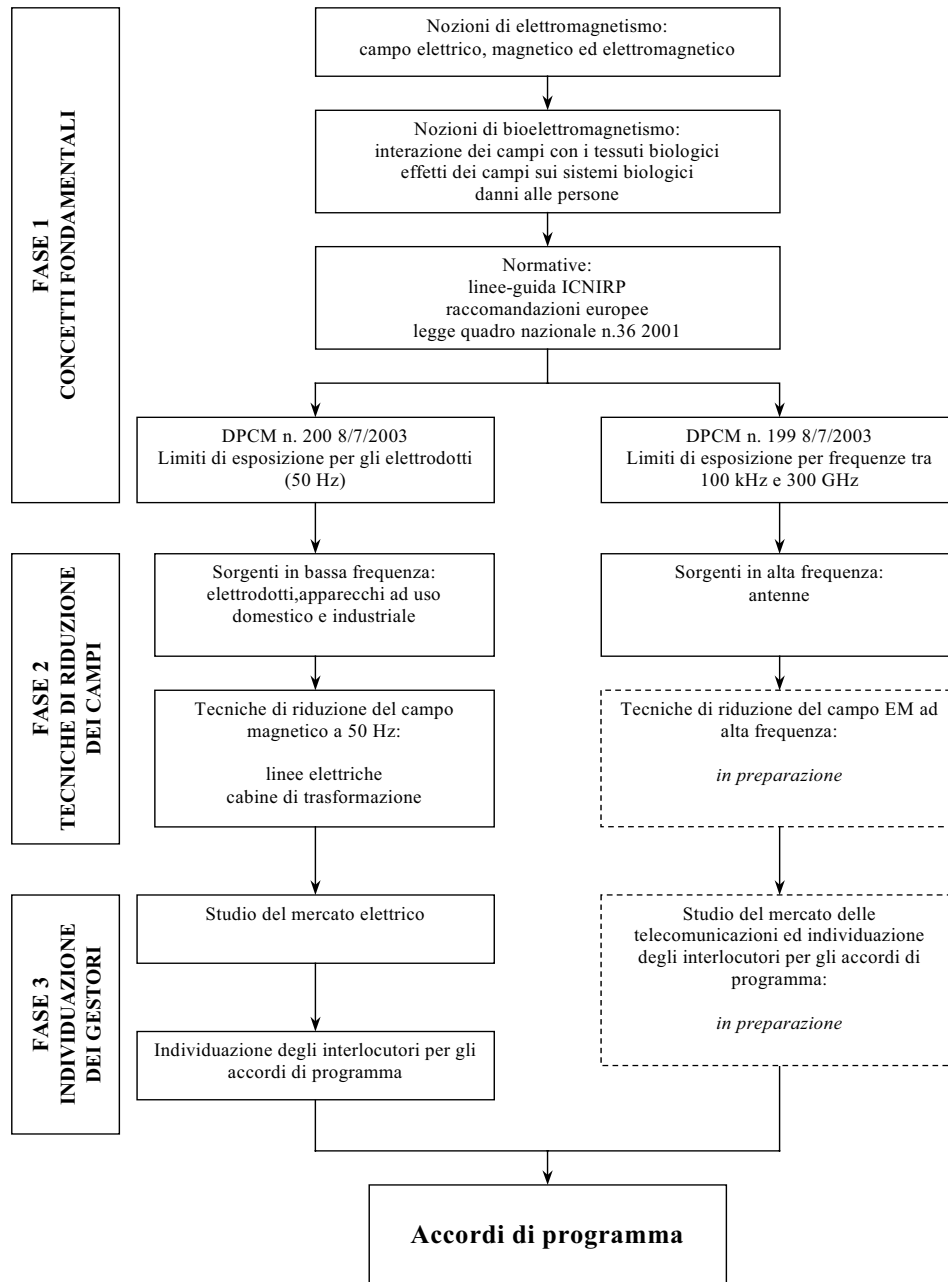 FASE 1
CONCETTI FONDAMENTALI
Nozioni di elettromagnetismo:
campo elettrico, magnetico ed elettromagnetico
Nozioni di bioelettromagnetismo:
interazione dei campi con i tessuti biologici
effetti dei campi sui sistemi biologici
danni alle persone
Normative:
linee-guida ICNIRP
raccomandazioni europee
legge quadro nazionale n.36 2001
DPCM n. 200 8/7/2003
Limiti di esposizione per gli elettrodotti
(50 Hz)
DPCM n. 199 8/7/2003
Limiti di esposizione per frequenze tra
100 kHz e 300 GHz
FASE 2
TECNICHE DI RIDUZIONE
DEI CAMPI
Sorgenti in bassa frequenza:
elettrodotti,apparecchi ad uso
domestico e industriale
Sorgenti in alta frequenza:
antenne
Tecniche di riduzione del campo
magnetico a 50 Hz:
linee elettriche
cabine di trasformazione
Tecniche di riduzione del campo EM ad
alta frequenza:
in preparazione
FASE 3
INDIVIDUAZIONE
DEI GESTORI
Studio del mercato elettrico
Studio del mercato delle
telecomunicazioni ed individuazione
degli interlocutori per gli accordi di
programma:
in preparazione
Individuazione degli interlocutori per gli
accordi di programma
Accordi di programma